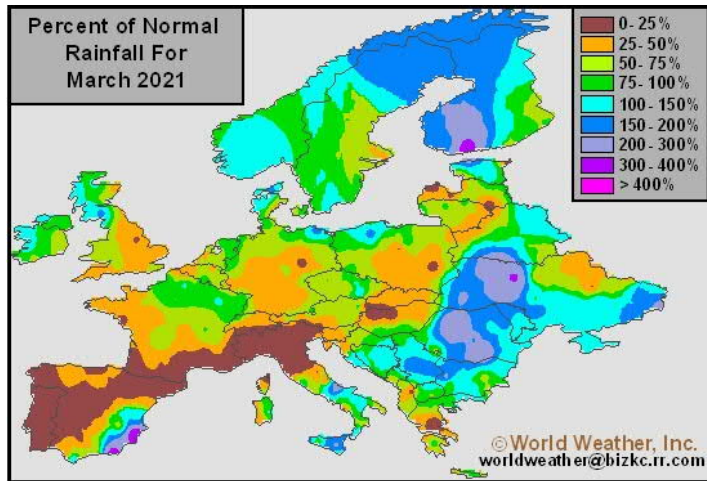 Percent of Normal
Rainfall For
March 2021
0- 25%
25- 50%
50- 75%
75- 100%
100- 150%
150- 200%
200- 300%
300- 400%
> 400%
©World Weather, Inc.
worldweather@bizkc.rr.com